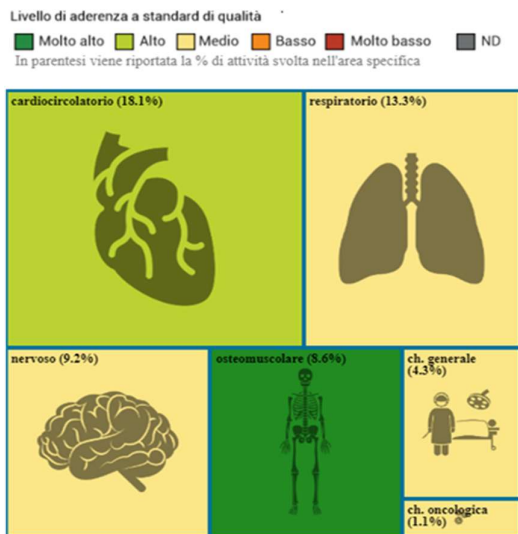 Livello di aderenza a standard di qualità
Molto alto Alto Medio Basso Molto basso ND
In parentesi viene riportata la % di attività svolta nell'area specifica
cardiocircolatorio (18.1%) respiratorio (13.3%)
nervoso (9.2%) osteomuscolare (8.6%) ch. generale
(4.3%)
ch. oncologica
(1.1%)